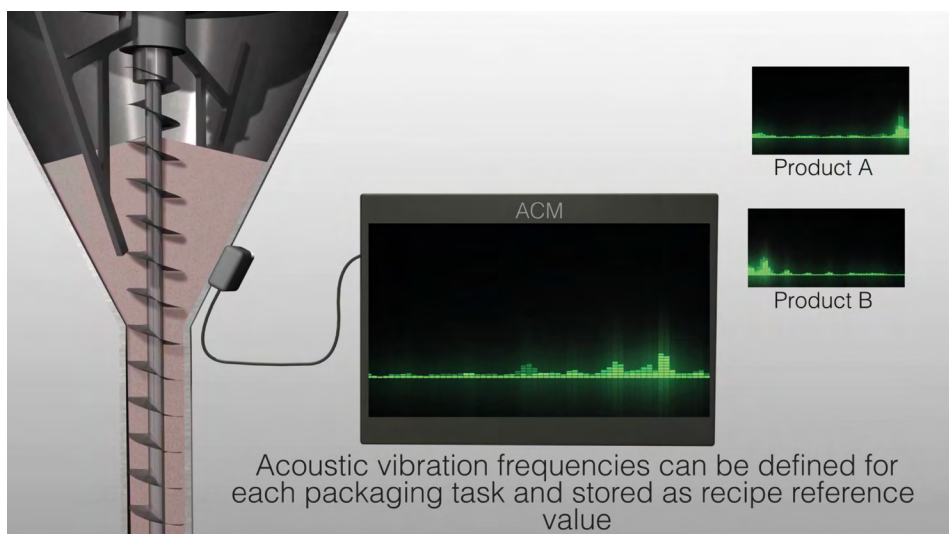 ACM
Product A
Product B
Acoustic vibration frequencies can be defined for
each packaging task and stored as recipe reference
value